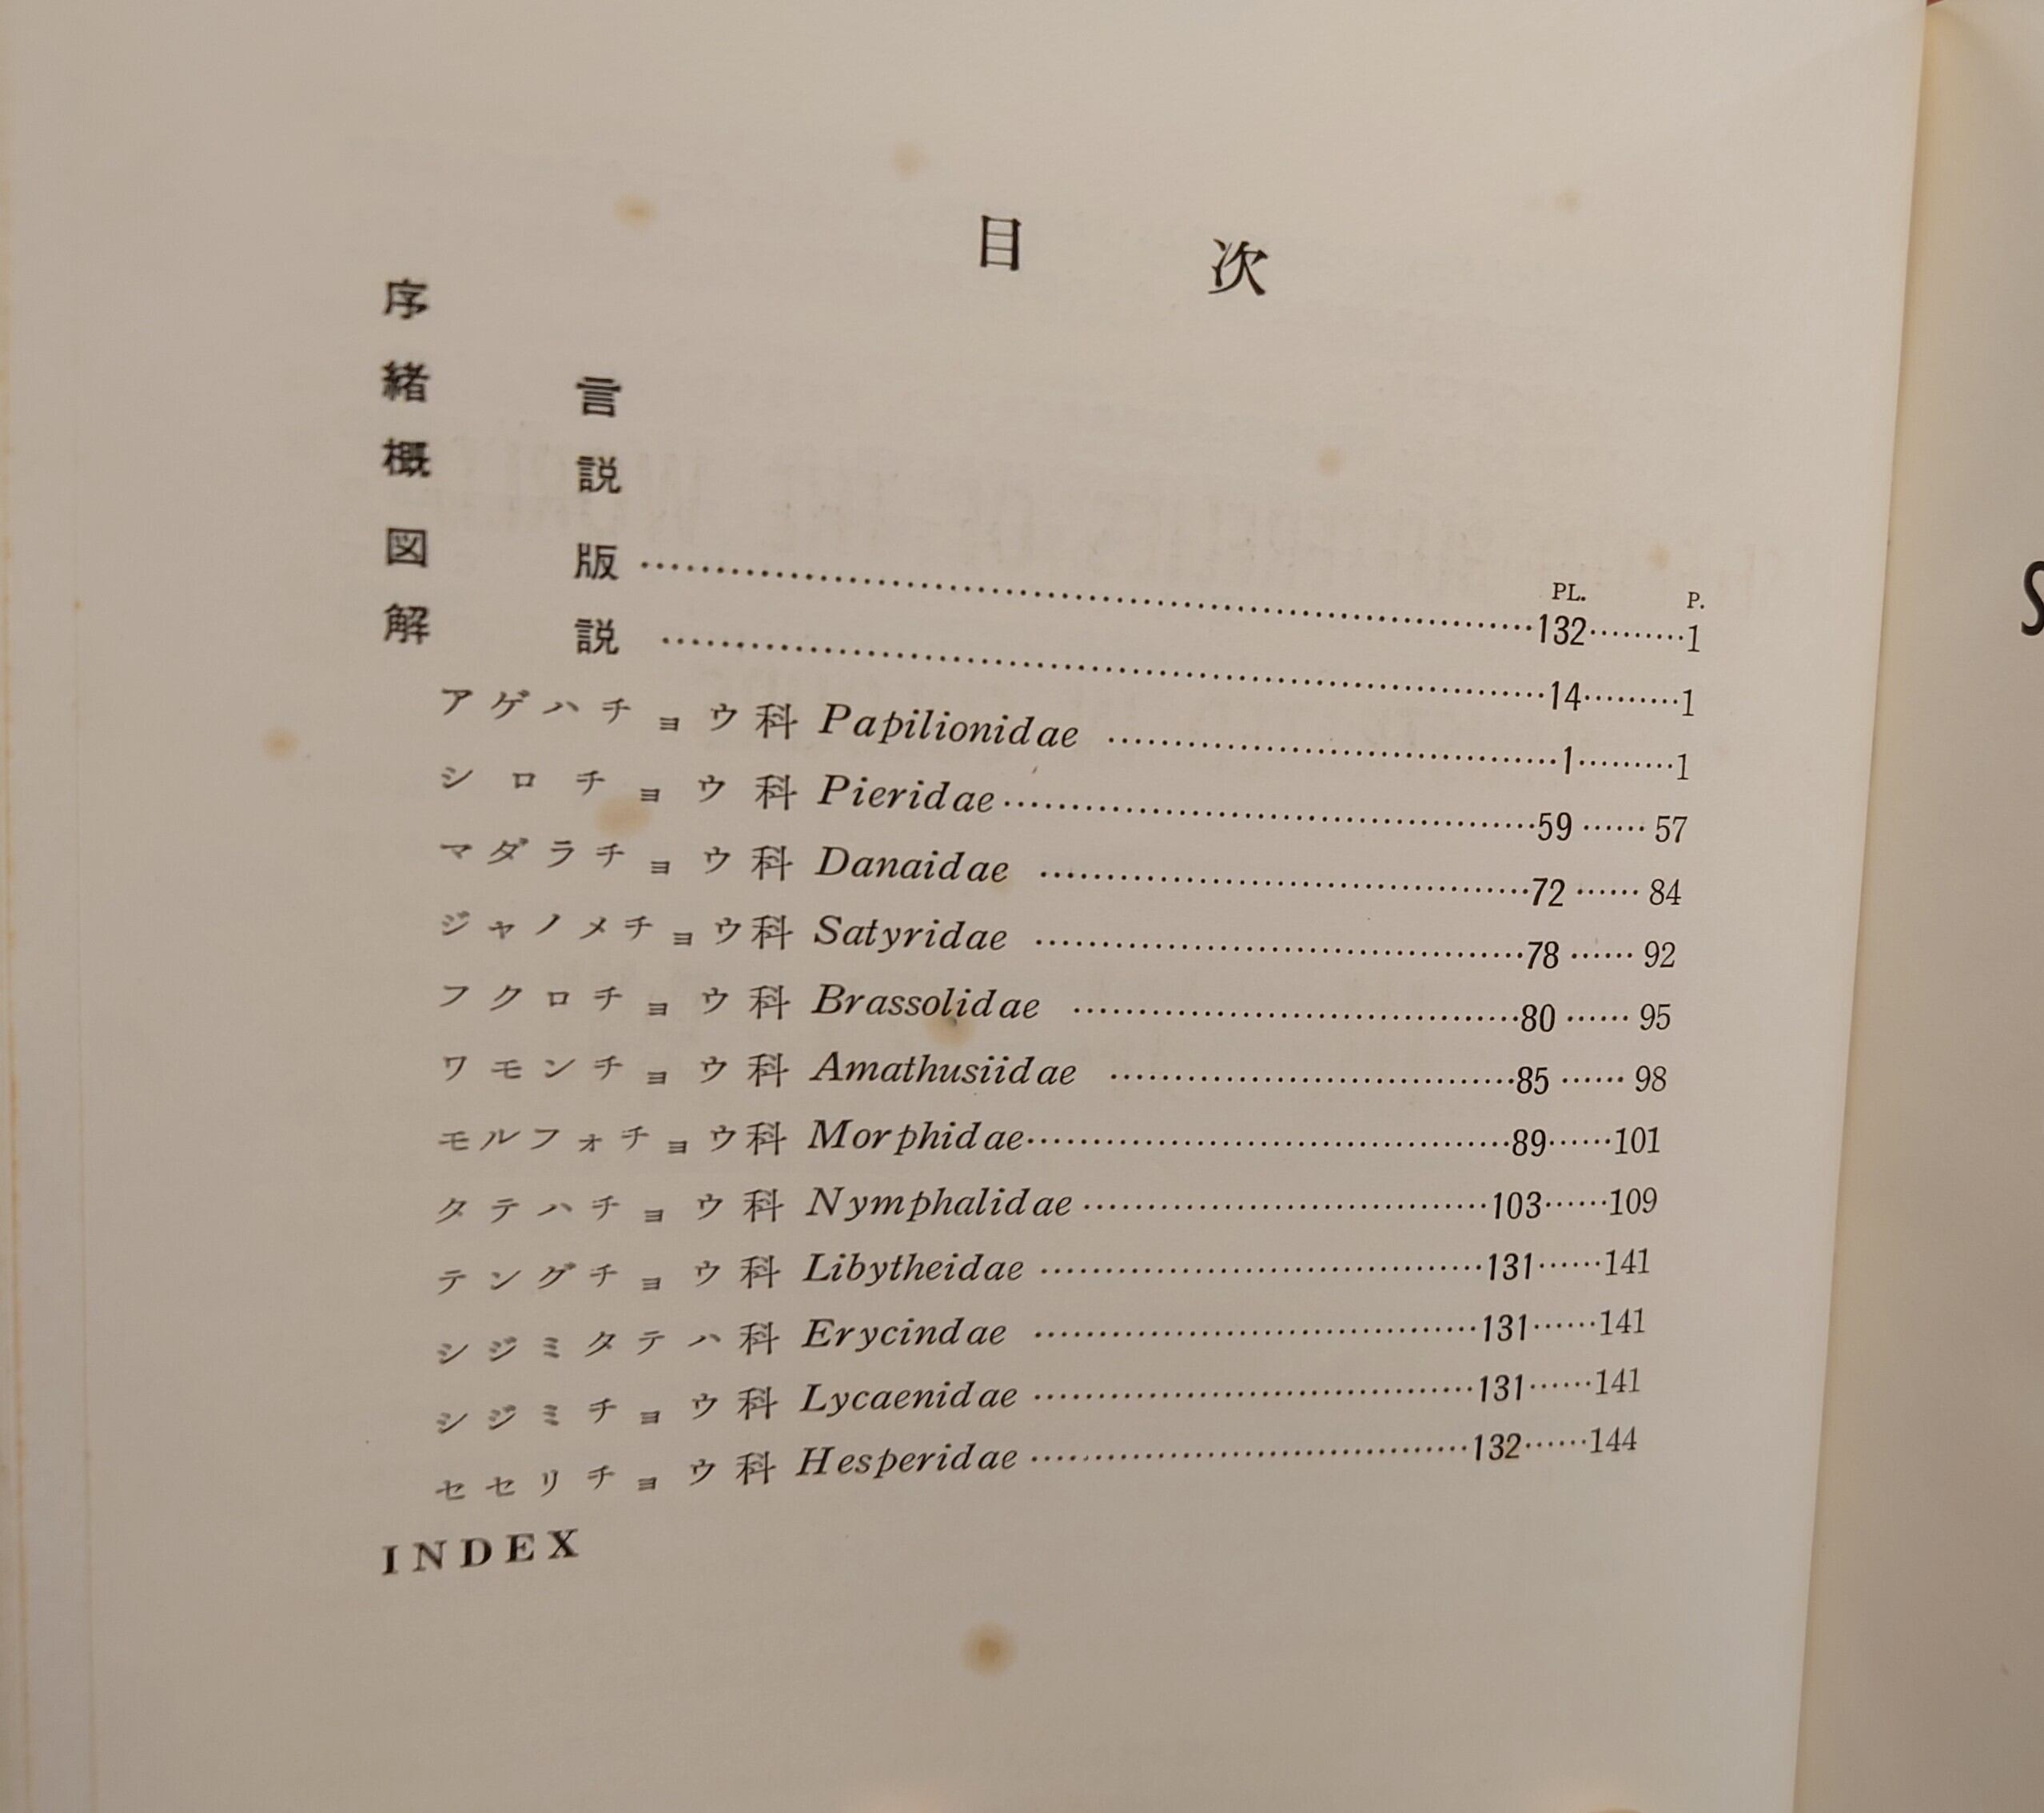 目次
序
緒言
概説
PL. P.
図版……132……1
解説……14……1
アゲハチョウ科 Papilionidae……1……1
シロチョウ科 Pieridae……59……57
マダラチョウ科 Danaidae……72……84
ジャノメチョウ科 Satyridae……78……92
フクロチョウ科 Brassolidae……80……95
ワモンチョウ科 Amathusiidae……85……98
モルフォチョウ科 Morphidae……89……101
タテハチョウ科 Nymphalidae……103……109
テングチョウ科 Libytheidae……131……141
シジミタテハ科 Erycindae……131……141
シジミチョウ科 Lycaenidae……131……141
セセリチョウ科 Hesperidae……132……144
INDEX